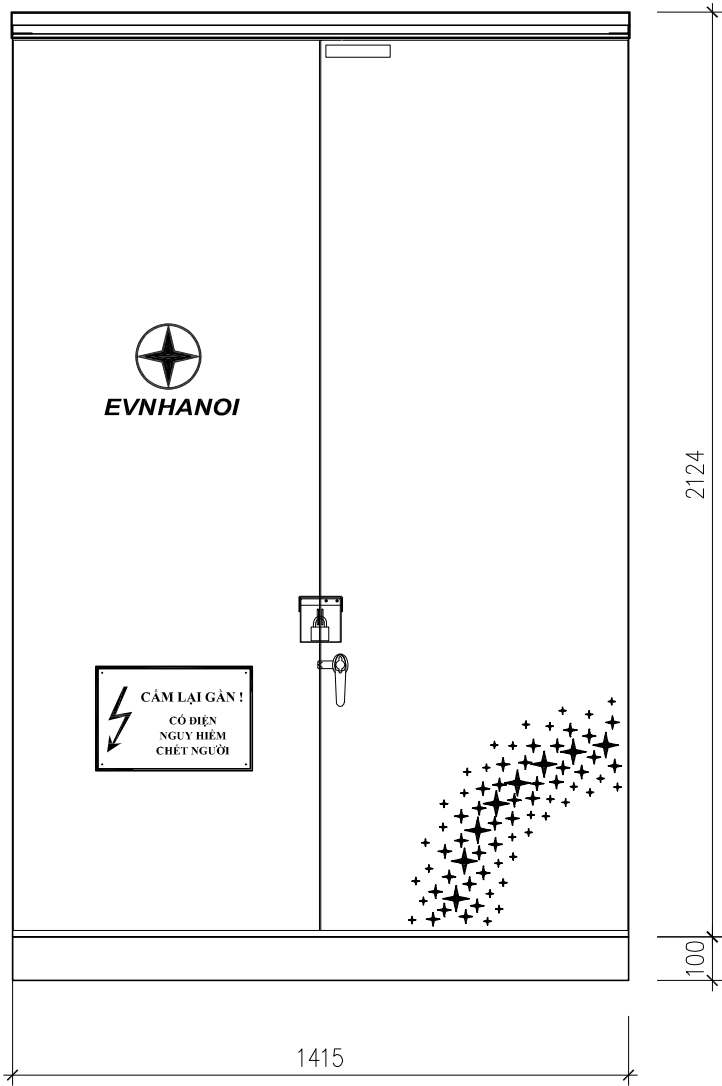 EVNHANOI
2124
CẤM LẠI GẦN !
CÓ ĐIỆN
NGUY HIỂM
CHẾT NGƯỜI
100
1415